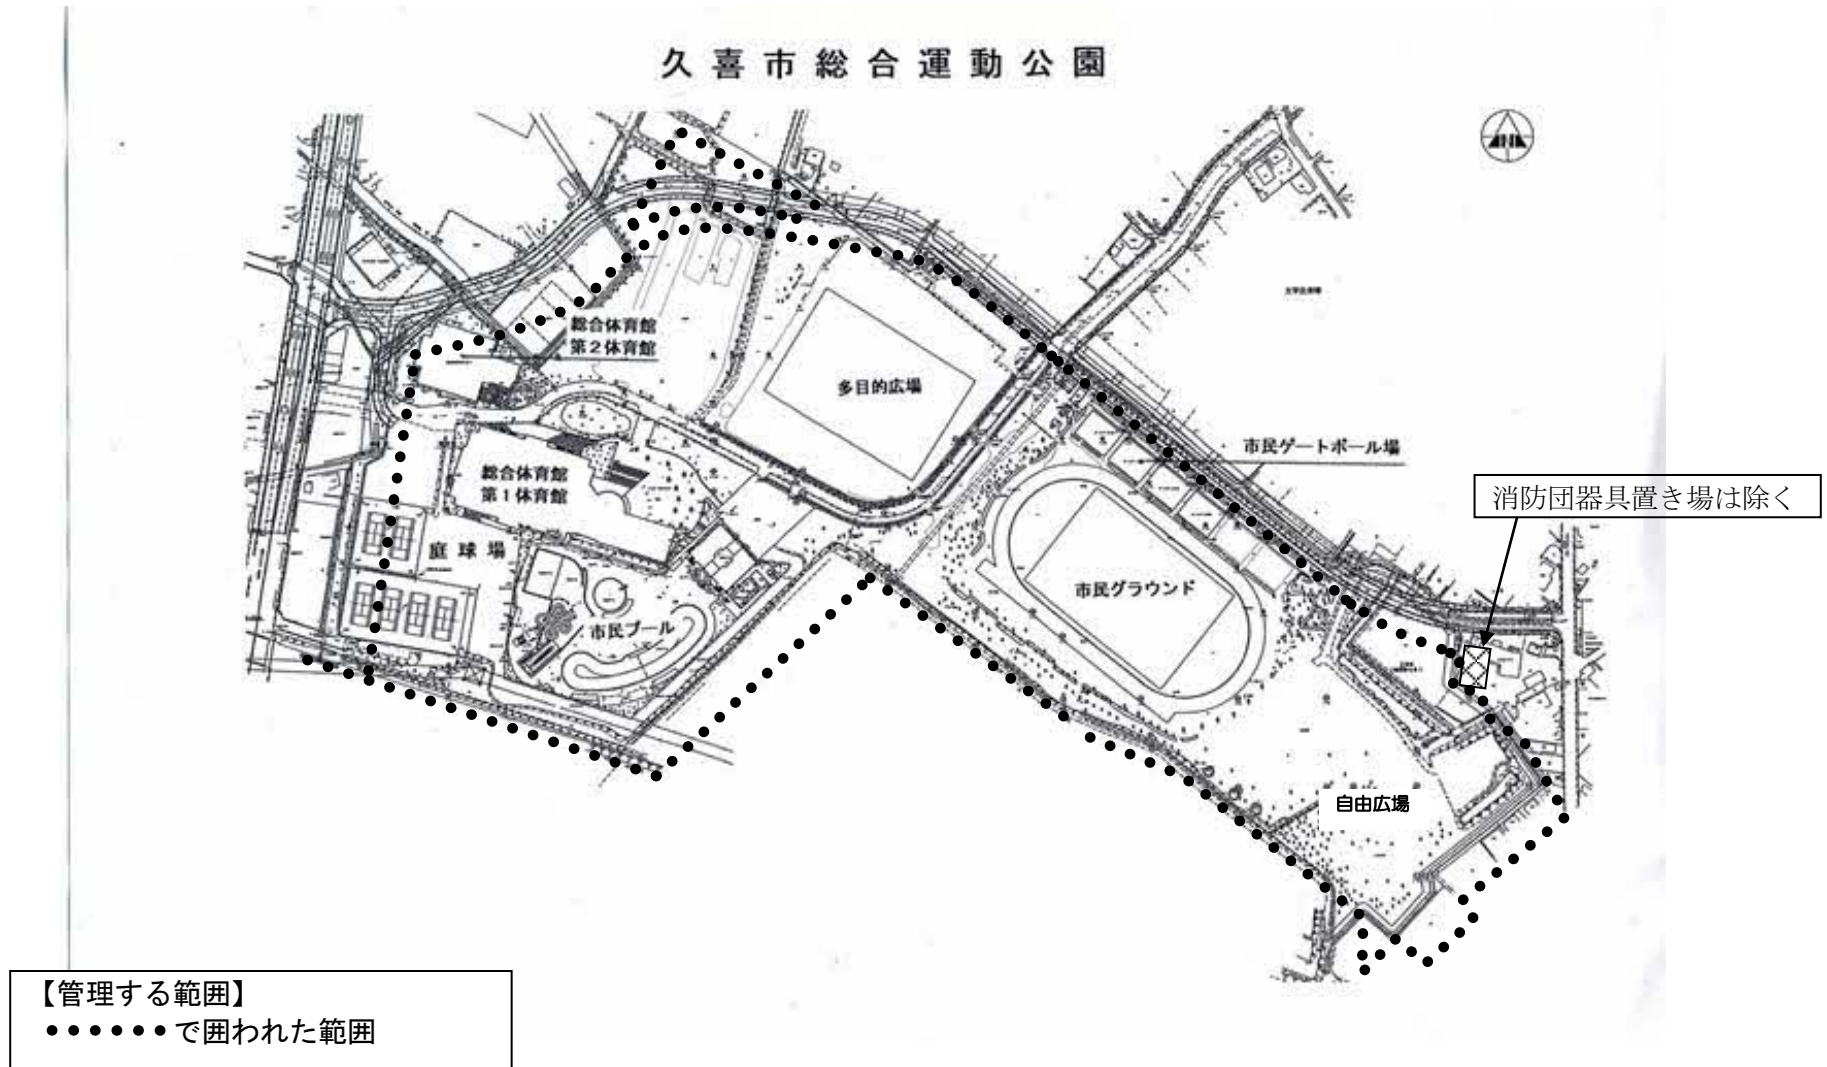 久喜市総合運動公園
総合体育館
第2体育館
多目的広場
市民ゲートボール場
消防団器具置き場は除く
総合体育館
第1体育館
庭球場
市民グラウンド
市民プール
自由広場
【管理する範囲】
●●●●●●で囲われた範囲